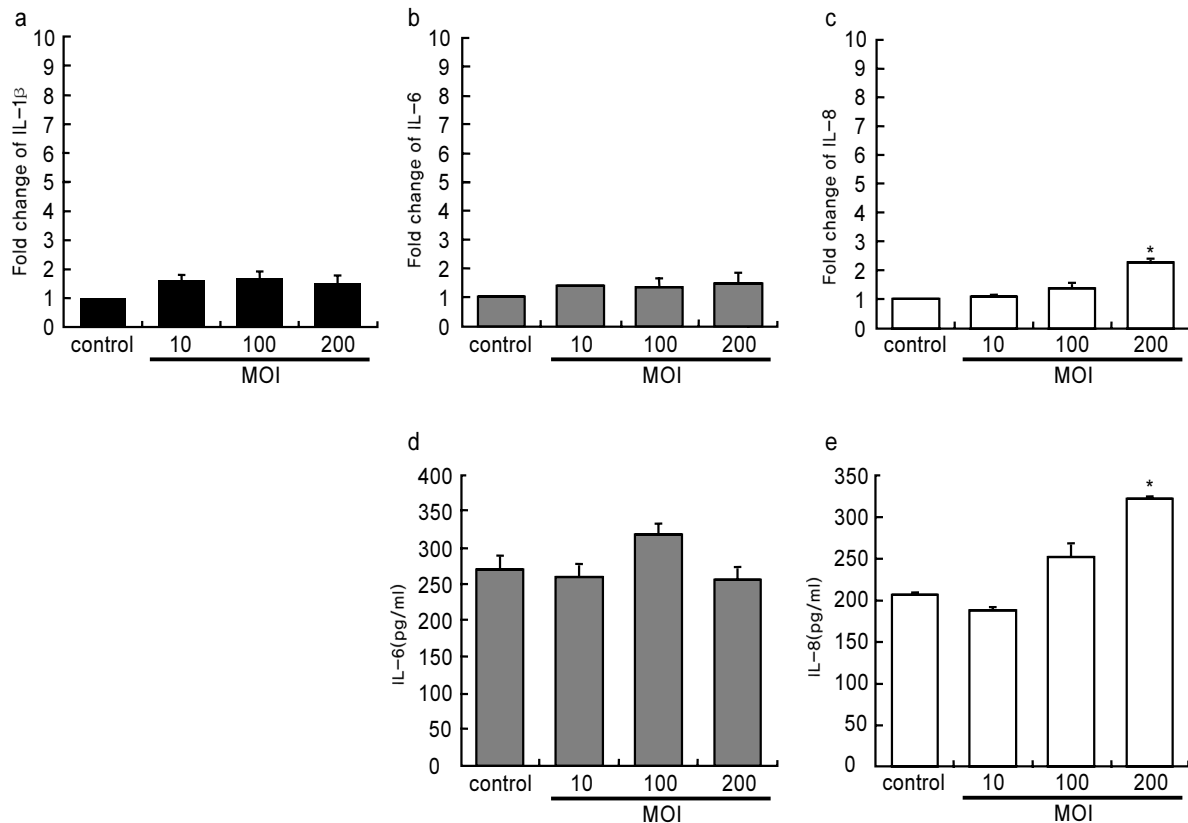 a
Fold change of IL-1β
10
9
8
7
6
5
4
3
2
1
0
control 10 100 200
MOI
b
Fold change of IL-6
10
9
8
7
6
5
4
3
2
1
0
control 10 100 200
MOI
c
Fold change of IL-8
10
9
8
7
6
5
4
3
2
1
0
*
control 10 100 200
MOI
d
IL-6(pg/ml)
400
350
300
250
200
150
100
50
0
control 10 100 200
MOI
e
IL-8(pg/ml)
350
300
250
200
150
100
50
0
*
control 10 100 200
MOI